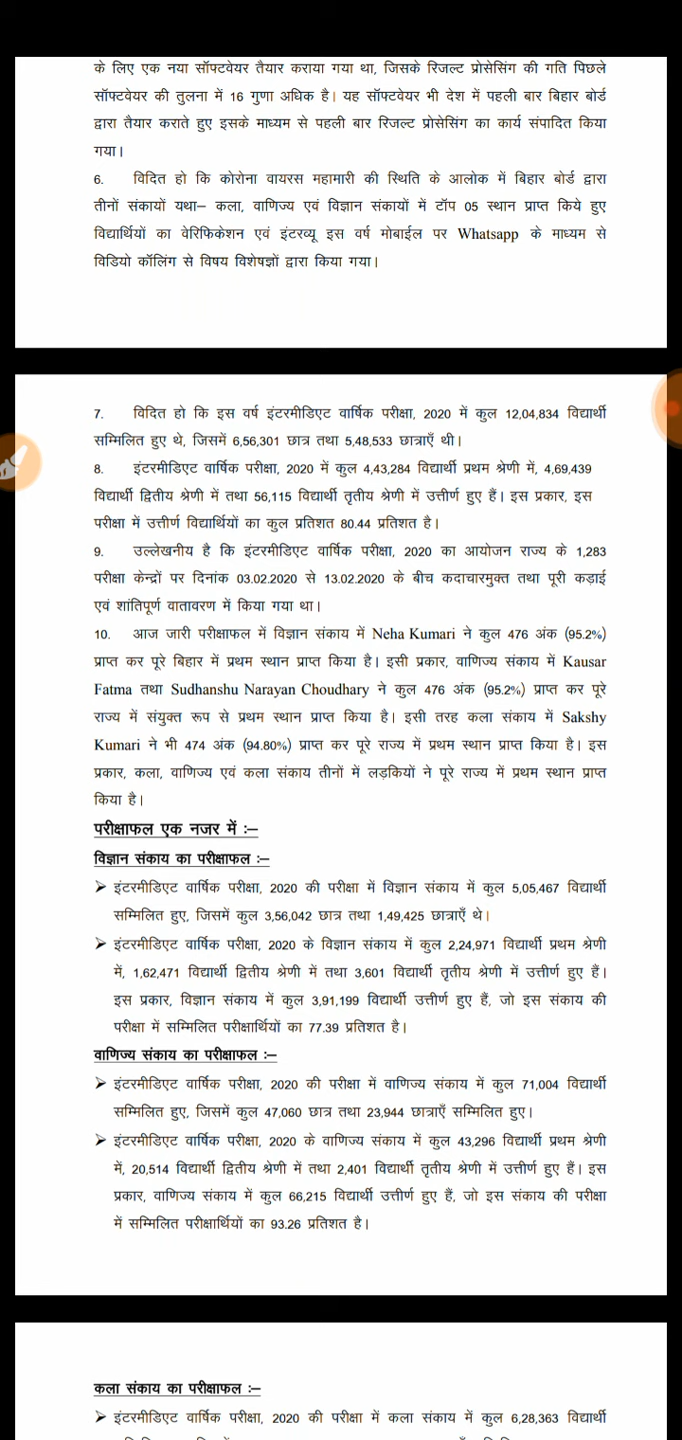 के लिए एक नया सॉफ्टवेयर तैयार कराया गया था, जिसके रिजल्ट प्रोसेसिंग की गति पिछले
सॉफ्टवेयर की तुलना में 16 गुणा अधिक है। यह सॉफ्टवेयर भी देश में पहली बार बिहार बोर्ड
द्वारा तैयार कराते हुए इसके माध्यम से पहली बार रिजल्ट प्रोसेसिंग का कार्य संपादित किया
गया।
6. विदित हो कि कोरोना वायरस महामारी की स्थिति के आलोक में बिहार बोर्ड द्वारा
तीनों संकायों यथा– कला, वाणिज्य एवं विज्ञान संकायों में टॉप 05 स्थान प्राप्त किये हुए
विद्यार्थियों का वेरिफिकेशन एवं इंटरव्यू इस वर्ष मोबाईल पर Whatsapp के माध्यम से
विडियो कॉलिंग से विषय विशेषज्ञों द्वारा किया गया।
7. विदित हो कि इस वर्ष इंटरमीडिएट वार्षिक परीक्षा, 2020 में कुल 12,04,834 विद्यार्थी
सम्मिलित हुए थे, जिसमें 6,56,301 छात्र तथा 5,48,533 छात्राएँ थी।
8. इंटरमीडिएट वार्षिक परीक्षा, 2020 में कुल 4,43,284 विद्यार्थी प्रथम श्रेणी में, 4,69,439
विद्यार्थी द्वितीय श्रेणी में तथा 56,115 विद्यार्थी तृतीय श्रेणी में उत्तीर्ण हुए हैं। इस प्रकार, इस
परीक्षा में उत्तीर्ण विद्यार्थियों का कुल प्रतिशत 80.44 प्रतिशत है।
9. उल्लेखनीय है कि इंटरमीडिएट वार्षिक परीक्षा, 2020 का आयोजन राज्य के 1,283
परीक्षा केन्द्रों पर दिनांक 03.02.2020 से 13.02.2020 के बीच कदाचारमुक्त तथा पूरी कड़ाई
एवं शांतिपूर्ण वातावरण में किया गया था।
10. आज जारी परीक्षाफल में विज्ञान संकाय में Neha Kumari ने कुल 476 अंक (95.2%)
प्राप्त कर पूरे बिहार में प्रथम स्थान प्राप्त किया है। इसी प्रकार, वाणिज्य संकाय में Kausar
Fatma तथा Sudhanshu Narayan Choudhary ने कुल 476 अंक (95.2%) प्राप्त कर पूरे
राज्य में संयुक्त रूप से प्रथम स्थान प्राप्त किया है। इसी तरह कला संकाय में Sakshy
Kumari ने भी 474 अंक (94.80%) प्राप्त कर पूरे राज्य में प्रथम स्थान प्राप्त किया है। इस
प्रकार, कला, वाणिज्य एवं कला संकाय तीनों में लड़कियों ने पूरे राज्य में प्रथम स्थान प्राप्त
किया है।
परीक्षाफल एक नजर में :–
विज्ञान संकाय का परीक्षाफल :–
➢ इंटरमीडिएट वार्षिक परीक्षा, 2020 की परीक्षा में विज्ञान संकाय में कुल 5,05,467 विद्यार्थी
सम्मिलित हुए, जिसमें कुल 3,56,042 छात्र तथा 1,49,425 छात्राएँ थे।
➢ इंटरमीडिएट वार्षिक परीक्षा, 2020 के विज्ञान संकाय में कुल 2,24,971 विद्यार्थी प्रथम श्रेणी
में, 1,62,471 विद्यार्थी द्वितीय श्रेणी में तथा 3,601 विद्यार्थी तृतीय श्रेणी में उत्तीर्ण हुए हैं।
इस प्रकार, विज्ञान संकाय में कुल 3,91,199 विद्यार्थी उत्तीर्ण हुए हैं, जो इस संकाय की
परीक्षा में सम्मिलित परीक्षार्थियों का 77.39 प्रतिशत है।
वाणिज्य संकाय का परीक्षाफल :–
➢ इंटरमीडिएट वार्षिक परीक्षा, 2020 की परीक्षा में वाणिज्य संकाय में कुल 71,004 विद्यार्थी
सम्मिलित हुए, जिसमें कुल 47,060 छात्र तथा 23,944 छात्राएँ सम्मिलित हुए।
➢ इंटरमीडिएट वार्षिक परीक्षा, 2020 के वाणिज्य संकाय में कुल 43,296 विद्यार्थी प्रथम श्रेणी
में, 20,514 विद्यार्थी द्वितीय श्रेणी में तथा 2,401 विद्यार्थी तृतीय श्रेणी में उत्तीर्ण हुए हैं। इस
प्रकार, वाणिज्य संकाय में कुल 66,215 विद्यार्थी उत्तीर्ण हुए हैं, जो इस संकाय की परीक्षा
में सम्मिलित परीक्षार्थियों का 93.26 प्रतिशत है।
कला संकाय का परीक्षाफल :–
➢ इंटरमीडिएट वार्षिक परीक्षा, 2020 की परीक्षा में कला संकाय में कुल 6,28,363 विद्यार्थी